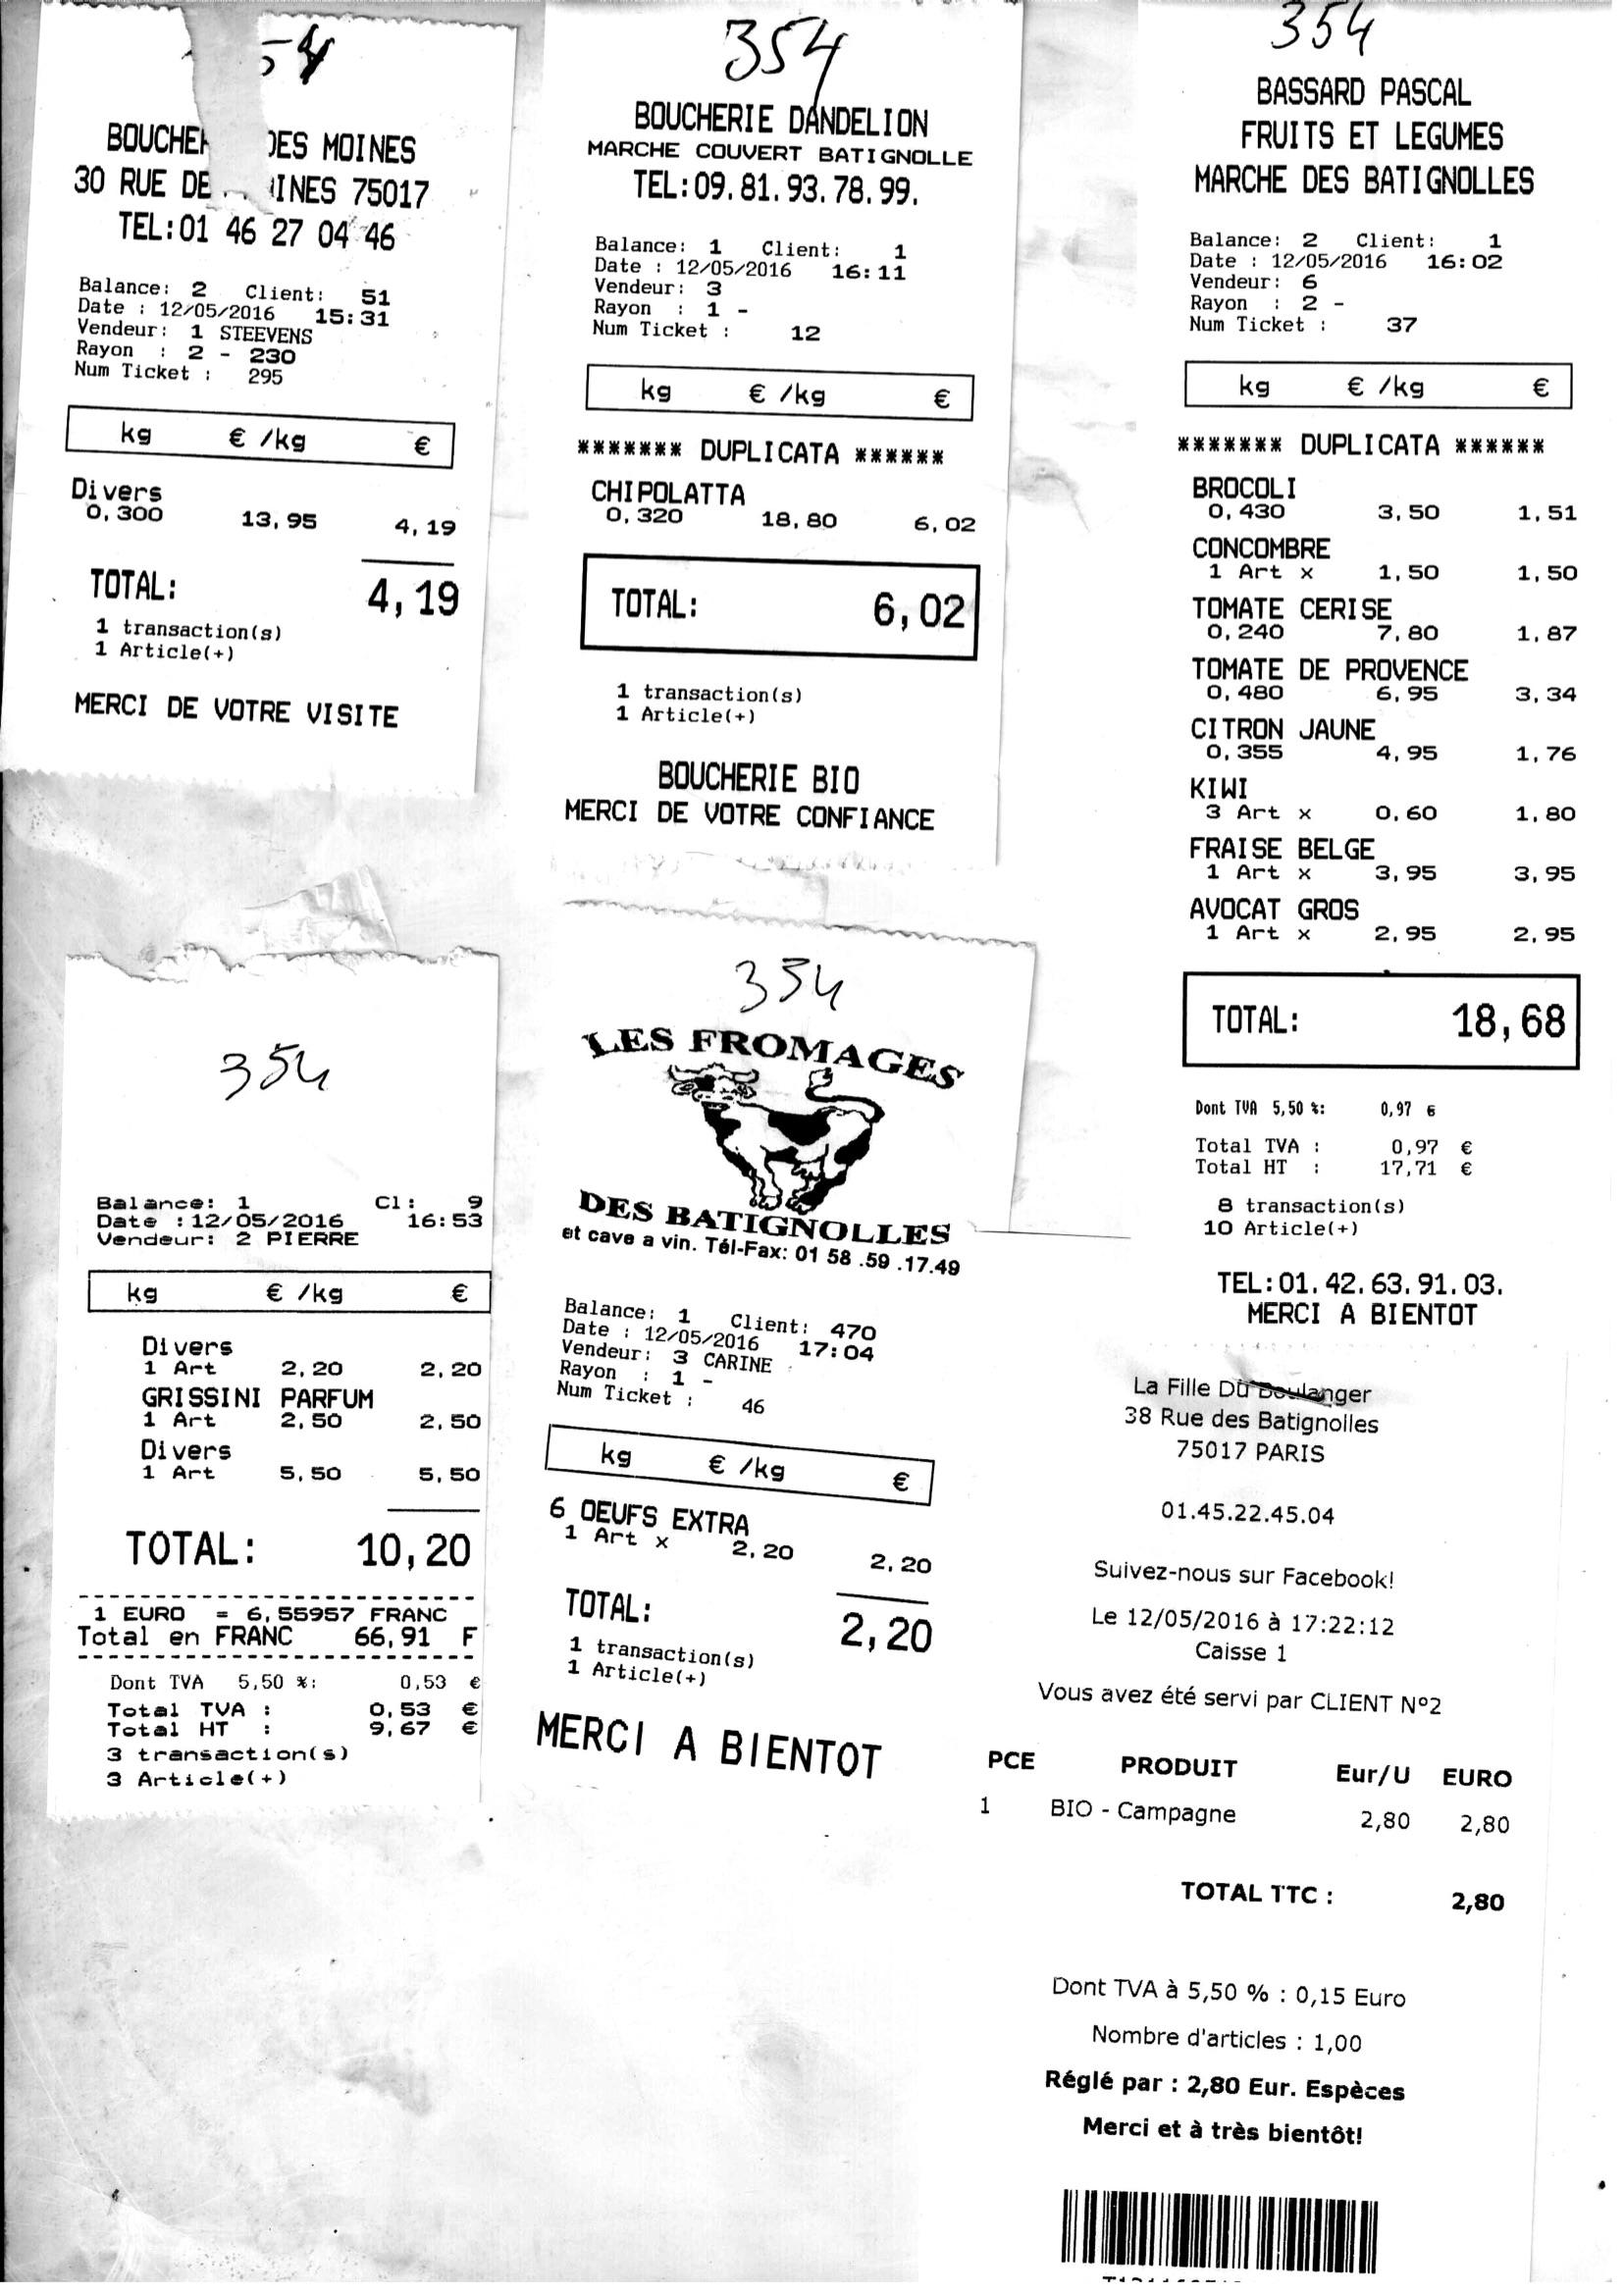 54
BOUCHE DES MOINES
30 RUE DE INES 75017
TEL:01 46 27 04 46
Balance: 2 Client: 51
Date : 12/05/2016 15:31
Vendeur: 1 STEEVENS
Rayon : 2 - 230
Num Ticket : 295
kg € /kg €
Divers
0,300 13,95 4,19
TOTAL: 4,19
1 transaction(s)
1 Article(+)
MERCI DE VOTRE VISITE
354
BOUCHERIE DANDELION
MARCHE COUVERT BATIGNOLLE
TEL:09.81.93.78.99.
Balance: 1 Client: 1
Date : 12/05/2016 16:11
Vendeur: 3
Rayon : 1 -
Num Ticket : 12
kg € /kg €
******* DUPLICATA ******
CHIPOLATTA
0,320 18,80 6,02
TOTAL: 6,02
1 transaction(s)
1 Article(+)
BOUCHERIE BIO
MERCI DE VOTRE CONFIANCE
354
BASSARD PASCAL
FRUITS ET LEGUMES
MARCHE DES BATIGNOLLES
Balance: 2 Client: 1
Date : 12/05/2016 16:02
Vendeur: 6
Rayon : 2 -
Num Ticket : 37
kg € /kg €
******* DUPLICATA ******
BROCOLI
0,430 3,50 1,51
CONCOMBRE
1 Art x 1,50 1,50
TOMATE CERISE
0,240 7,80 1,87
TOMATE DE PROVENCE
0,480 6,95 3,34
CITRON JAUNE
0,355 4,95 1,76
KIWI
3 Art x 0,60 1,80
FRAISE BELGE
1 Art x 3,95 3,95
AVOCAT GROS
1 Art x 2,95 2,95
TOTAL: 18,68
Dont TVA 5,50 %: 0,97 €
Total TVA : 0,97 €
Total HT : 17,71 €
8 transaction(s)
10 Article(+)
TEL:01.42.63.91.03.
MERCI A BIENTOT
354
Balance: 1 Cl: 9
Date :12/05/2016 16:53
Vendeur: 2 PIERRE
kg € /kg €
Divers
1 Art 2,20 2,20
GRISSINI PARFUM
1 Art 2,50 2,50
Divers
1 Art 5,50 5,50
TOTAL: 10,20
1 EURO = 6,55957 FRANC
Total en FRANC 66,91 F
Dont TVA 5,50 %: 0,53 €
Total TVA : 0,53 €
Total HT : 9,67 €
3 transaction(s)
3 Article(+)
354
LES FROMAGES
DES BATIGNOLLES
et cave a vin. Tél-Fax: 01 58 .59 .17.49
Balance: 1 Client: 470
Date : 12/05/2016 17:04
Vendeur: 3 CARINE
Rayon : 1 -
Num Ticket : 46
kg € /kg €
6 OEUFS EXTRA
1 Art x 2,20 2,20
TOTAL: 2,20
1 transaction(s)
1 Article(+)
MERCI A BIENTOT
La Fille Du Boulanger
38 Rue des Batignolles
75017 PARIS
01.45.22.45.04
Suivez-nous sur Facebook!
Le 12/05/2016 à 17:22:12
Caisse 1
Vous avez été servi par CLIENT N°2
PCE PRODUIT Eur/U EURO
1 BIO - Campagne 2,80 2,80
TOTAL TTC : 2,80
Dont TVA à 5,50 % : 0,15 Euro
Nombre d'articles : 1,00
Réglé par : 2,80 Eur. Espèces
Merci et à très bientôt!